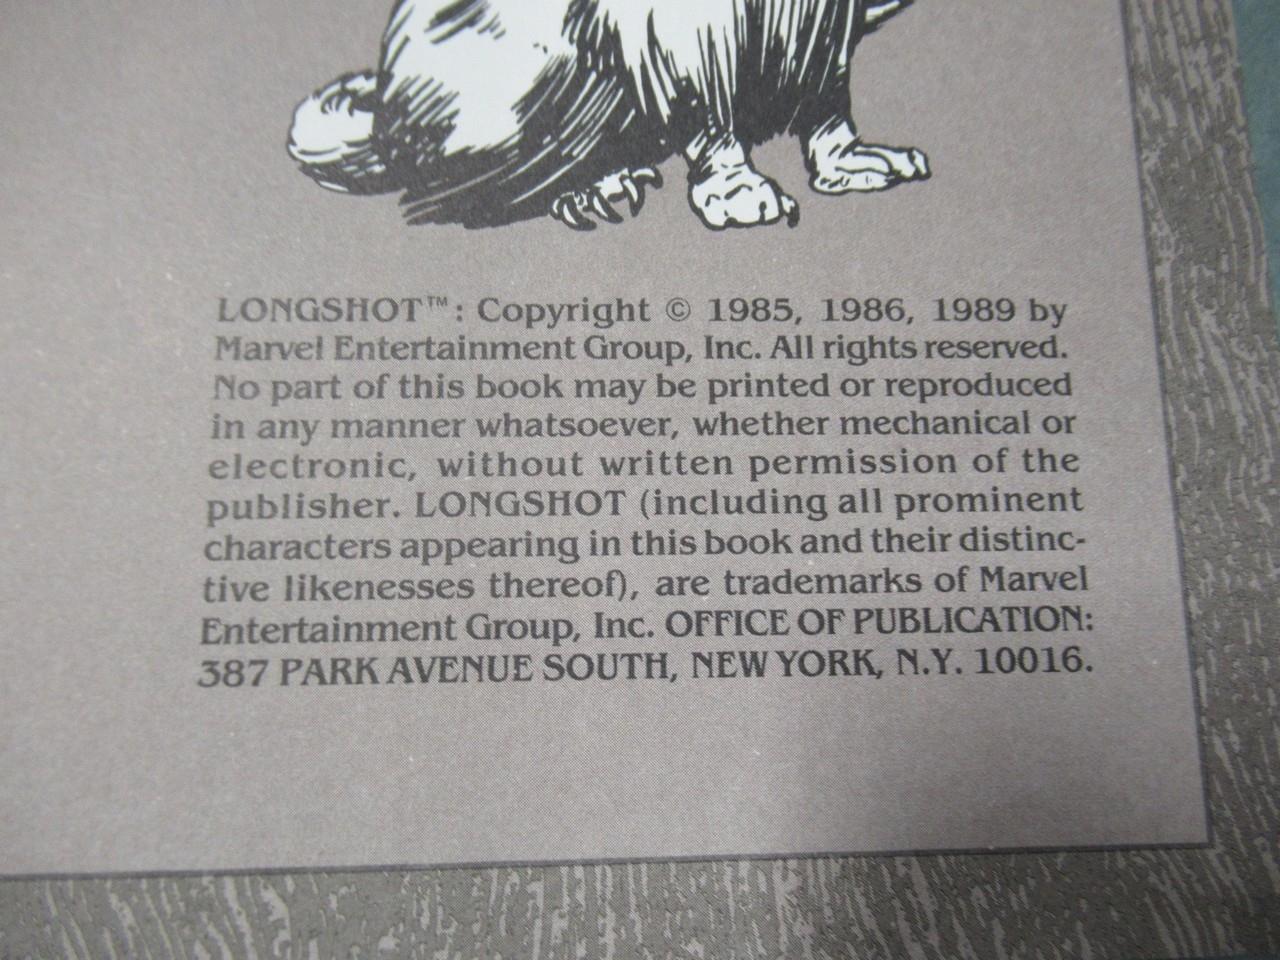 LONGSHOT™: Copyright © 1985, 1986, 1989 by
Marvel Entertainment Group, Inc. All rights reserved.
No part of this book may be printed or reproduced
in any manner whatsoever, whether mechanical or
electronic, without written permission of the
publisher. LONGSHOT (including all prominent
characters appearing in this book and their distinc-
tive likenesses thereof), are trademarks of Marvel
Entertainment Group, Inc. OFFICE OF PUBLICATION:
387 PARK AVENUE SOUTH, NEW YORK, N.Y. 10016.